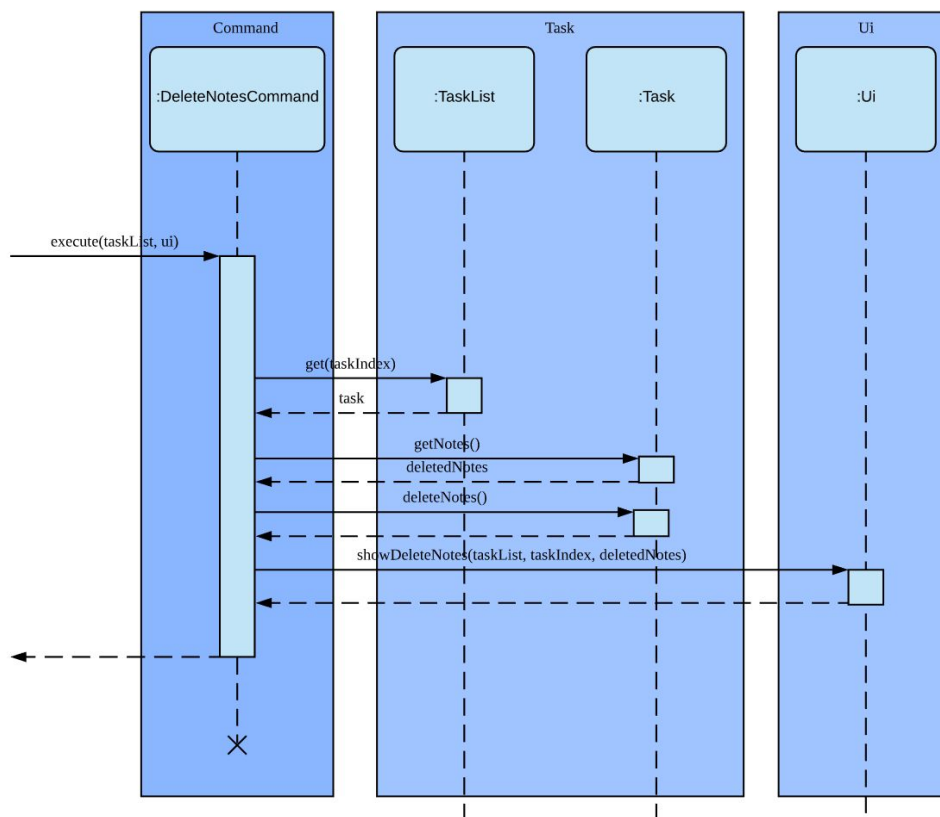 Command
Task
Ui
:DeleteNotesCommand
:TaskList
:Task
:Ui
execute(taskList, ui)
get(taskIndex)
task
getNotes()
deletedNotes
deleteNotes()
showDeleteNotes(taskList, taskIndex, deletedNotes)